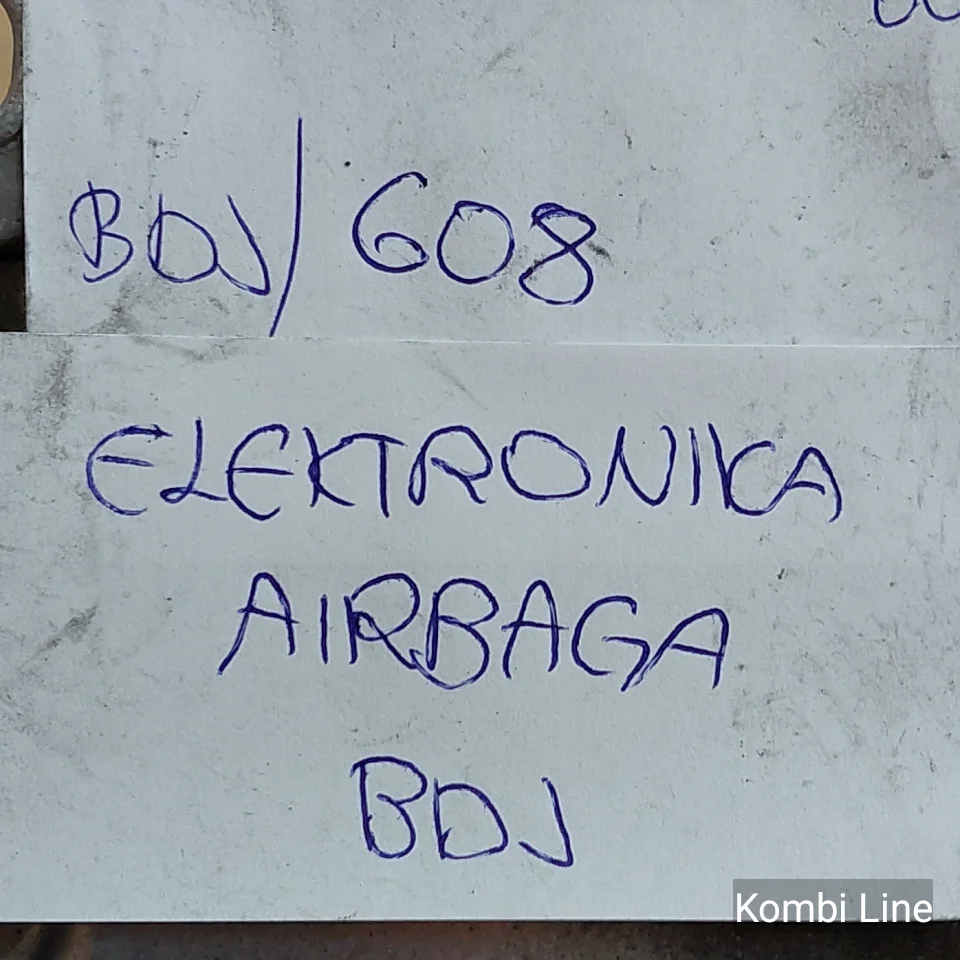 BDJ/608
ELEKTRONIKA
AIRBAGA
BDJ
Kombi Line